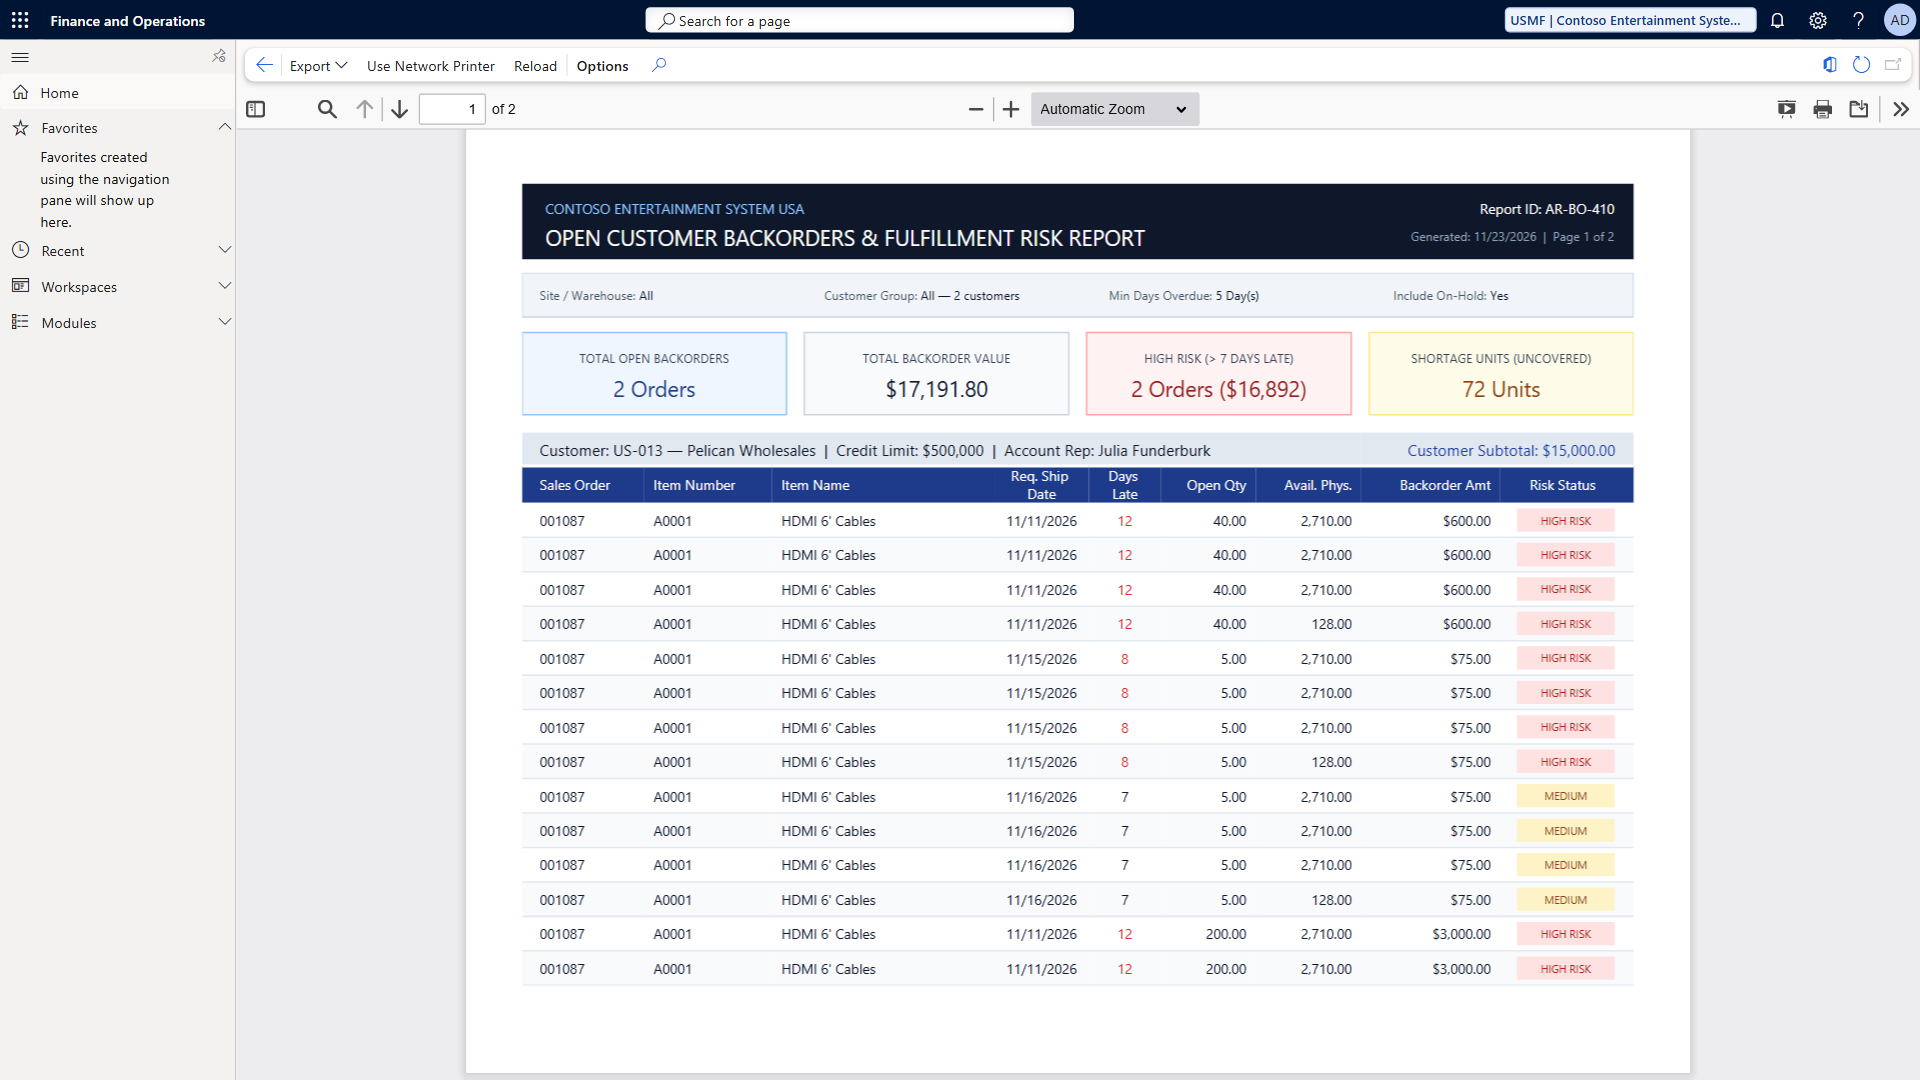 Finance and Operations
Search for a page
USMF | Contoso Entertainment Syste...
AD
Export
Use Network Printer
Reload
Options
Home
Favorites
Favorites created
using the navigation
pane will show up
here.
Recent
Workspaces
Modules
1 of 2
Automatic Zoom
CONTOSO ENTERTAINMENT SYSTEM USA
Report ID: AR-BO-410
OPEN CUSTOMER BACKORDERS & FULFILLMENT RISK REPORT
Generated: 11/23/2026 | Page 1 of 2
Site / Warehouse: All Customer Group: All — 2 customers Min Days Overdue: 5 Day(s) Include On-Hold: Yes
TOTAL OPEN BACKORDERS
2 Orders
TOTAL BACKORDER VALUE
$17,191.80
HIGH RISK (> 7 DAYS LATE)
2 Orders ($16,892)
SHORTAGE UNITS (UNCOVERED)
72 Units
Customer: US-013 — Pelican Wholesales | Credit Limit: $500,000 | Account Rep: Julia Funderburk Customer Subtotal: $15,000.00
Sales Order Item Number Item Name Req. Ship Date Days Late Open Qty Avail. Phys. Backorder Amt Risk Status
001087 A0001 HDMI 6' Cables 11/11/2026 12 40.00 2,710.00 $600.00 HIGH RISK
001087 A0001 HDMI 6' Cables 11/11/2026 12 40.00 2,710.00 $600.00 HIGH RISK
001087 A0001 HDMI 6' Cables 11/11/2026 12 40.00 2,710.00 $600.00 HIGH RISK
001087 A0001 HDMI 6' Cables 11/11/2026 12 40.00 128.00 $600.00 HIGH RISK
001087 A0001 HDMI 6' Cables 11/15/2026 8 5.00 2,710.00 $75.00 HIGH RISK
001087 A0001 HDMI 6' Cables 11/15/2026 8 5.00 2,710.00 $75.00 HIGH RISK
001087 A0001 HDMI 6' Cables 11/15/2026 8 5.00 2,710.00 $75.00 HIGH RISK
001087 A0001 HDMI 6' Cables 11/15/2026 8 5.00 128.00 $75.00 HIGH RISK
001087 A0001 HDMI 6' Cables 11/16/2026 7 5.00 2,710.00 $75.00 MEDIUM
001087 A0001 HDMI 6' Cables 11/16/2026 7 5.00 2,710.00 $75.00 MEDIUM
001087 A0001 HDMI 6' Cables 11/16/2026 7 5.00 2,710.00 $75.00 MEDIUM
001087 A0001 HDMI 6' Cables 11/16/2026 7 5.00 128.00 $75.00 MEDIUM
001087 A0001 HDMI 6' Cables 11/11/2026 12 200.00 2,710.00 $3,000.00 HIGH RISK
001087 A0001 HDMI 6' Cables 11/11/2026 12 200.00 2,710.00 $3,000.00 HIGH RISK